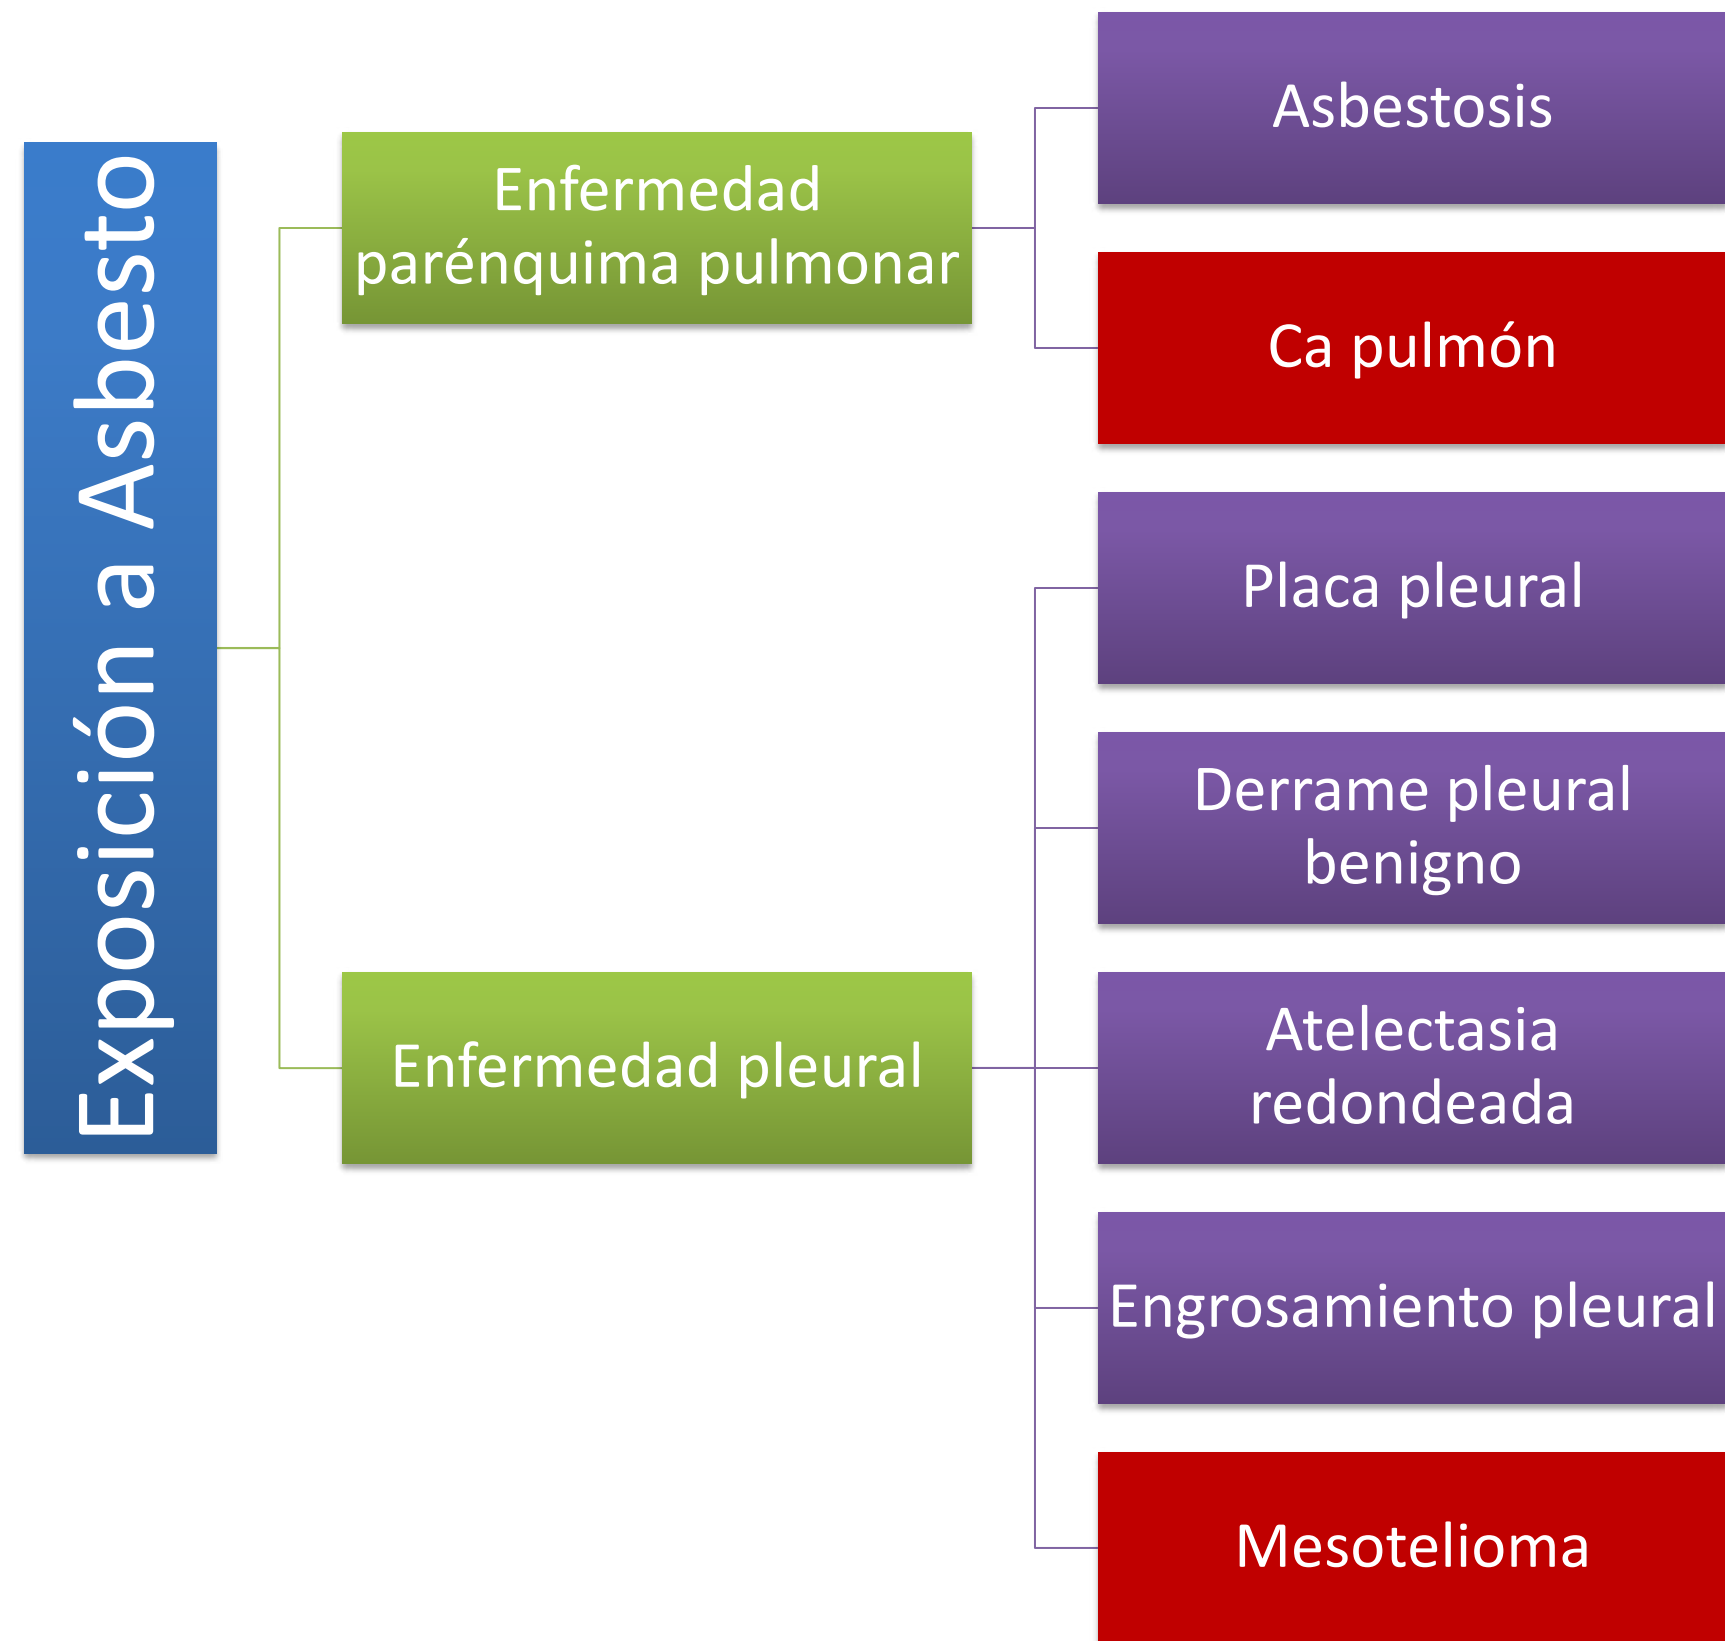 Exposición a Asbesto
Enfermedad
parénquima pulmonar
Asbestosis
Ca pulmón
Enfermedad pleural
Placa pleural
Derrame pleural
benigno
Atelectasia
redondeada
Engrosamiento pleural
Mesotelioma